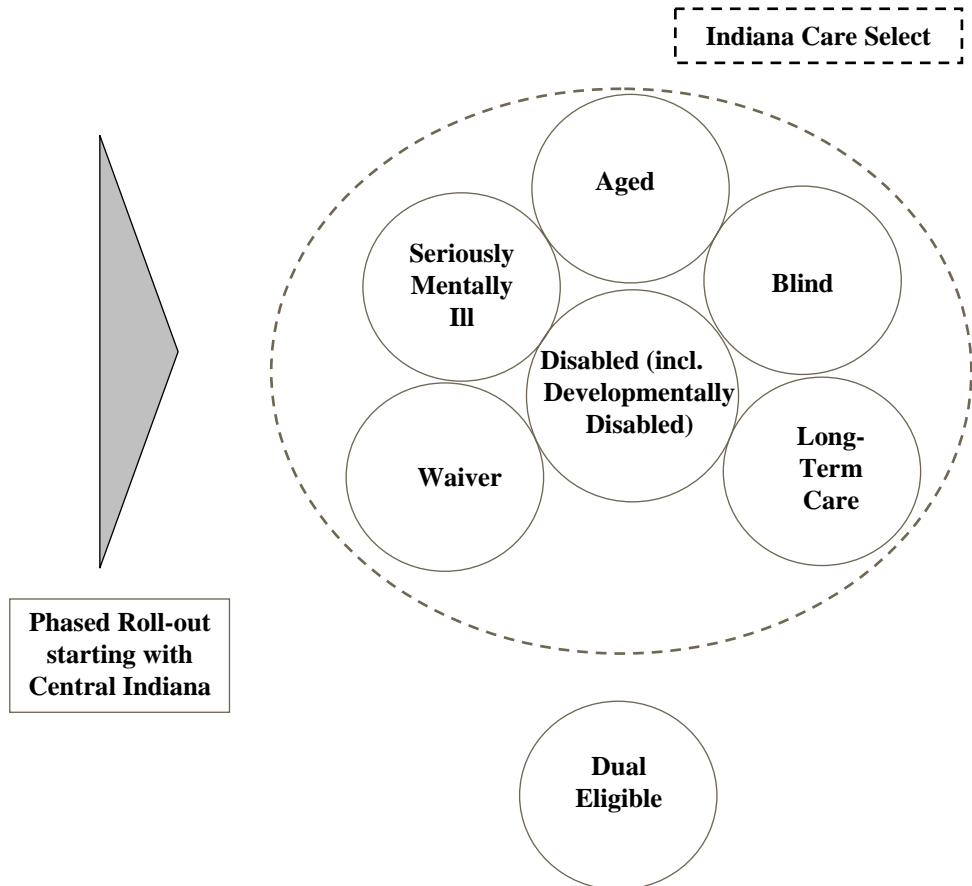 Indiana Care Select
Aged
Seriously
Mentally
Ill
Blind
Disabled (incl.
Developmentally
Disabled)
Waiver
Long-
Term
Care
Phased Roll-out
starting with
Central Indiana
Dual
Eligible